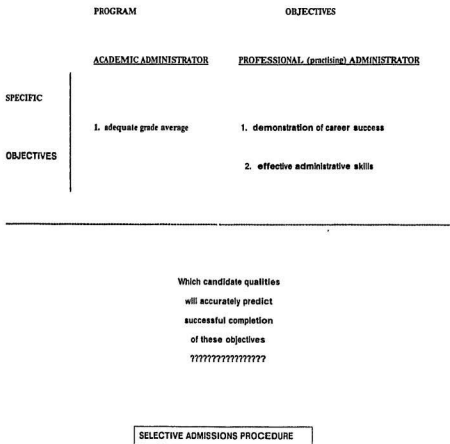 PROGRAM OBJECTIVES
ACADEMIC ADMINISTRATOR PROFESSIONAL (practising) ADMINISTRATOR
SPECIFIC
1. adequate grade average 1. demonstration of career success
OBJECTIVES
2. effective administrative skills
Which candidate qualities
will accurately predict
successful completion
of these objectives
????????????????
SELECTIVE ADMISSIONS PROCEDURE